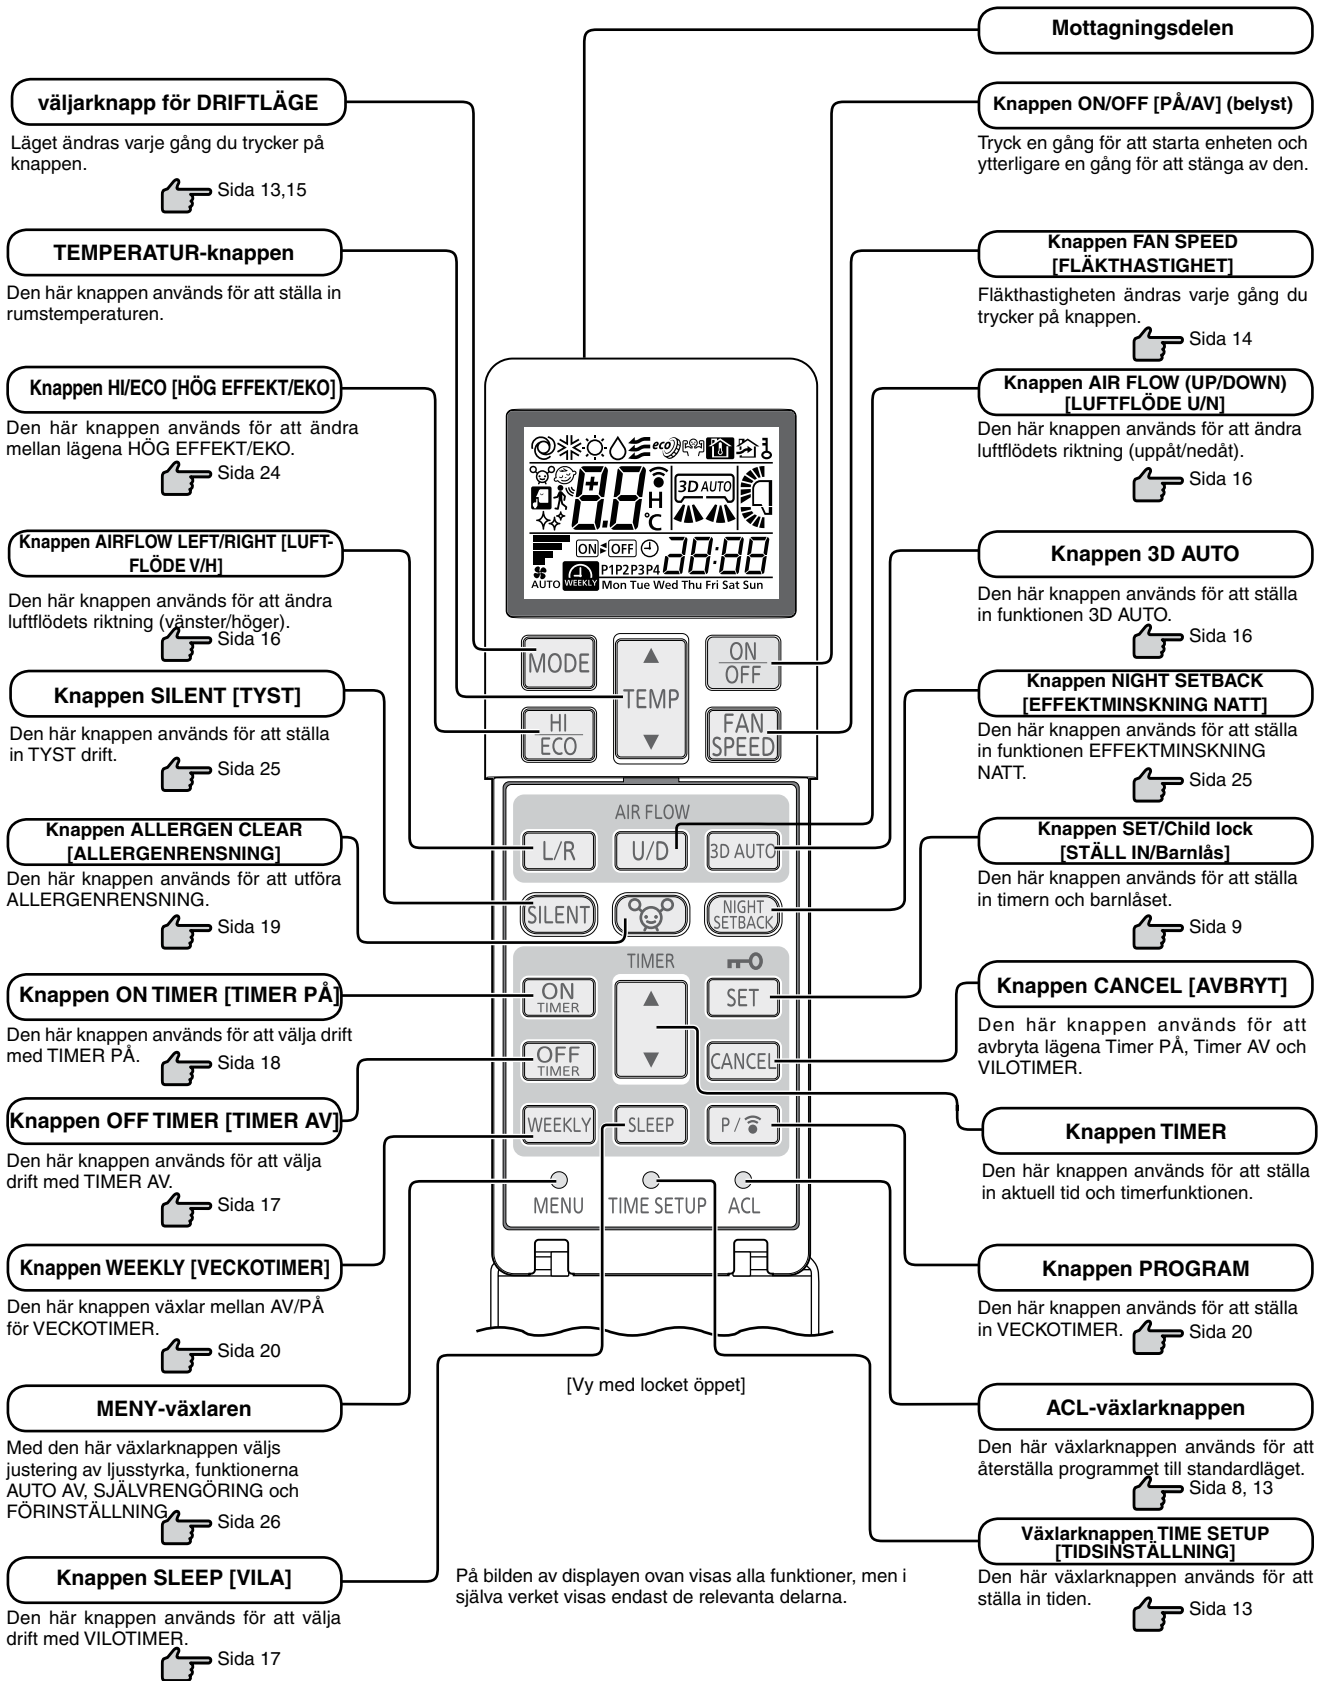 Mottagningsdelen
väljarknapp för DRIFTLÄGE
Läget ändras varje gång du trycker på
knappen.
Sida 13,15
TEMPERATUR-knappen
Den här knappen används för att ställa in
rumstemperaturen.
Knappen HI/ECO [HÖG EFFEKT/EKO]
Den här knappen används för att ändra
mellan lägena HÖG EFFEKT/EKO.
Sida 24
Knappen AIRFLOW LEFT/RIGHT [LUFT-
FLÖDE V/H]
Den här knappen används för att ändra
luftflödets riktning (vänster/höger).
Sida 16
Knappen SILENT [TYST]
Den här knappen används för att ställa
in TYST drift.
Sida 25
Knappen ALLERGEN CLEAR
[ALLERGENRENSNING]
Den här knappen används för att utföra
ALLERGENRENSNING.
Sida 19
Knappen ON TIMER [TIMER PÅ]
Den här knappen används för att välja drift
med TIMER PÅ.
Sida 18
Knappen OFF TIMER [TIMER AV]
Den här knappen används för att välja
drift med TIMER AV.
Sida 17
Knappen WEEKLY [VECKOTIMER]
Den här knappen växlar mellan AV/PÅ
för VECKOTIMER.
Sida 20
MENY-växlaren
Med den här växlarknappen väljs
justering av ljusstyrka, funktionerna
AUTO AV, SJÄLVRENGÖRING och
FÖRINSTÄLLNING.
Sida 26
Knappen SLEEP [VILA]
Den här knappen används för att välja
drift med VILOTIMER.
Sida 17
eco
3D AUTO
8.8
H
°C
ON OFF
88:88
P1P2P3P4
AUTO WEEKLY Mon Tue Wed Thu Fri Sat Sun
MODE
TEMP
ON
OFF
HI
ECO
FAN
SPEED
AIR FLOW
L/R
U/D
3D AUTO
SILENT
NIGHT
SETBACK
TIMER
ON
TIMER
SET
OFF
TIMER
CANCEL
WEEKLY
SLEEP
P /
MENU
TIME SETUP
ACL
[Vy med locket öppet]
På bilden av displayen ovan visas alla funktioner, men i
själva verket visas endast de relevanta delarna.
Knappen ON/OFF [PÅ/AV] (belyst)
Tryck en gång för att starta enheten och
ytterligare en gång för att stänga av den.
Knappen FAN SPEED
[FLÄKTHASTIGHET]
Fläkthastigheten ändras varje gång du
trycker på knappen.
Sida 14
Knappen AIR FLOW (UP/DOWN)
[LUFTFLÖDE U/N]
Den här knappen används för att ändra
luftflödets riktning (uppåt/nedåt).
Sida 16
Knappen 3D AUTO
Den här knappen används för att ställa
in funktionen 3D AUTO.
Sida 16
Knappen NIGHT SETBACK
[EFFEKTMINSKNING NATT]
Den här knappen används för att ställa
in funktionen EFFEKTMINSKNING
NATT.
Sida 25
Knappen SET/Child lock
[STÄLL IN/Barnlås]
Den här knappen används för att ställa
in timern och barnlåset.
Sida 9
Knappen CANCEL [AVBRYT]
Den här knappen används för att
avbryta lägena Timer PÅ, Timer AV och
VILOTIMER.
Knappen TIMER
Den här knappen används för att ställa
in aktuell tid och timerfunktionen.
Knappen PROGRAM
Den här knappen används för att ställa
in VECKOTIMER.
Sida 20
ACL-växlarknappen
Den här växlarknappen används för att
återställa programmet till standardläget.
Sida 8, 13
Växlarknappen TIME SETUP
[TIDSINSTÄLLNING]
Den här växlarknappen används för att
ställa in tiden.
Sida 13